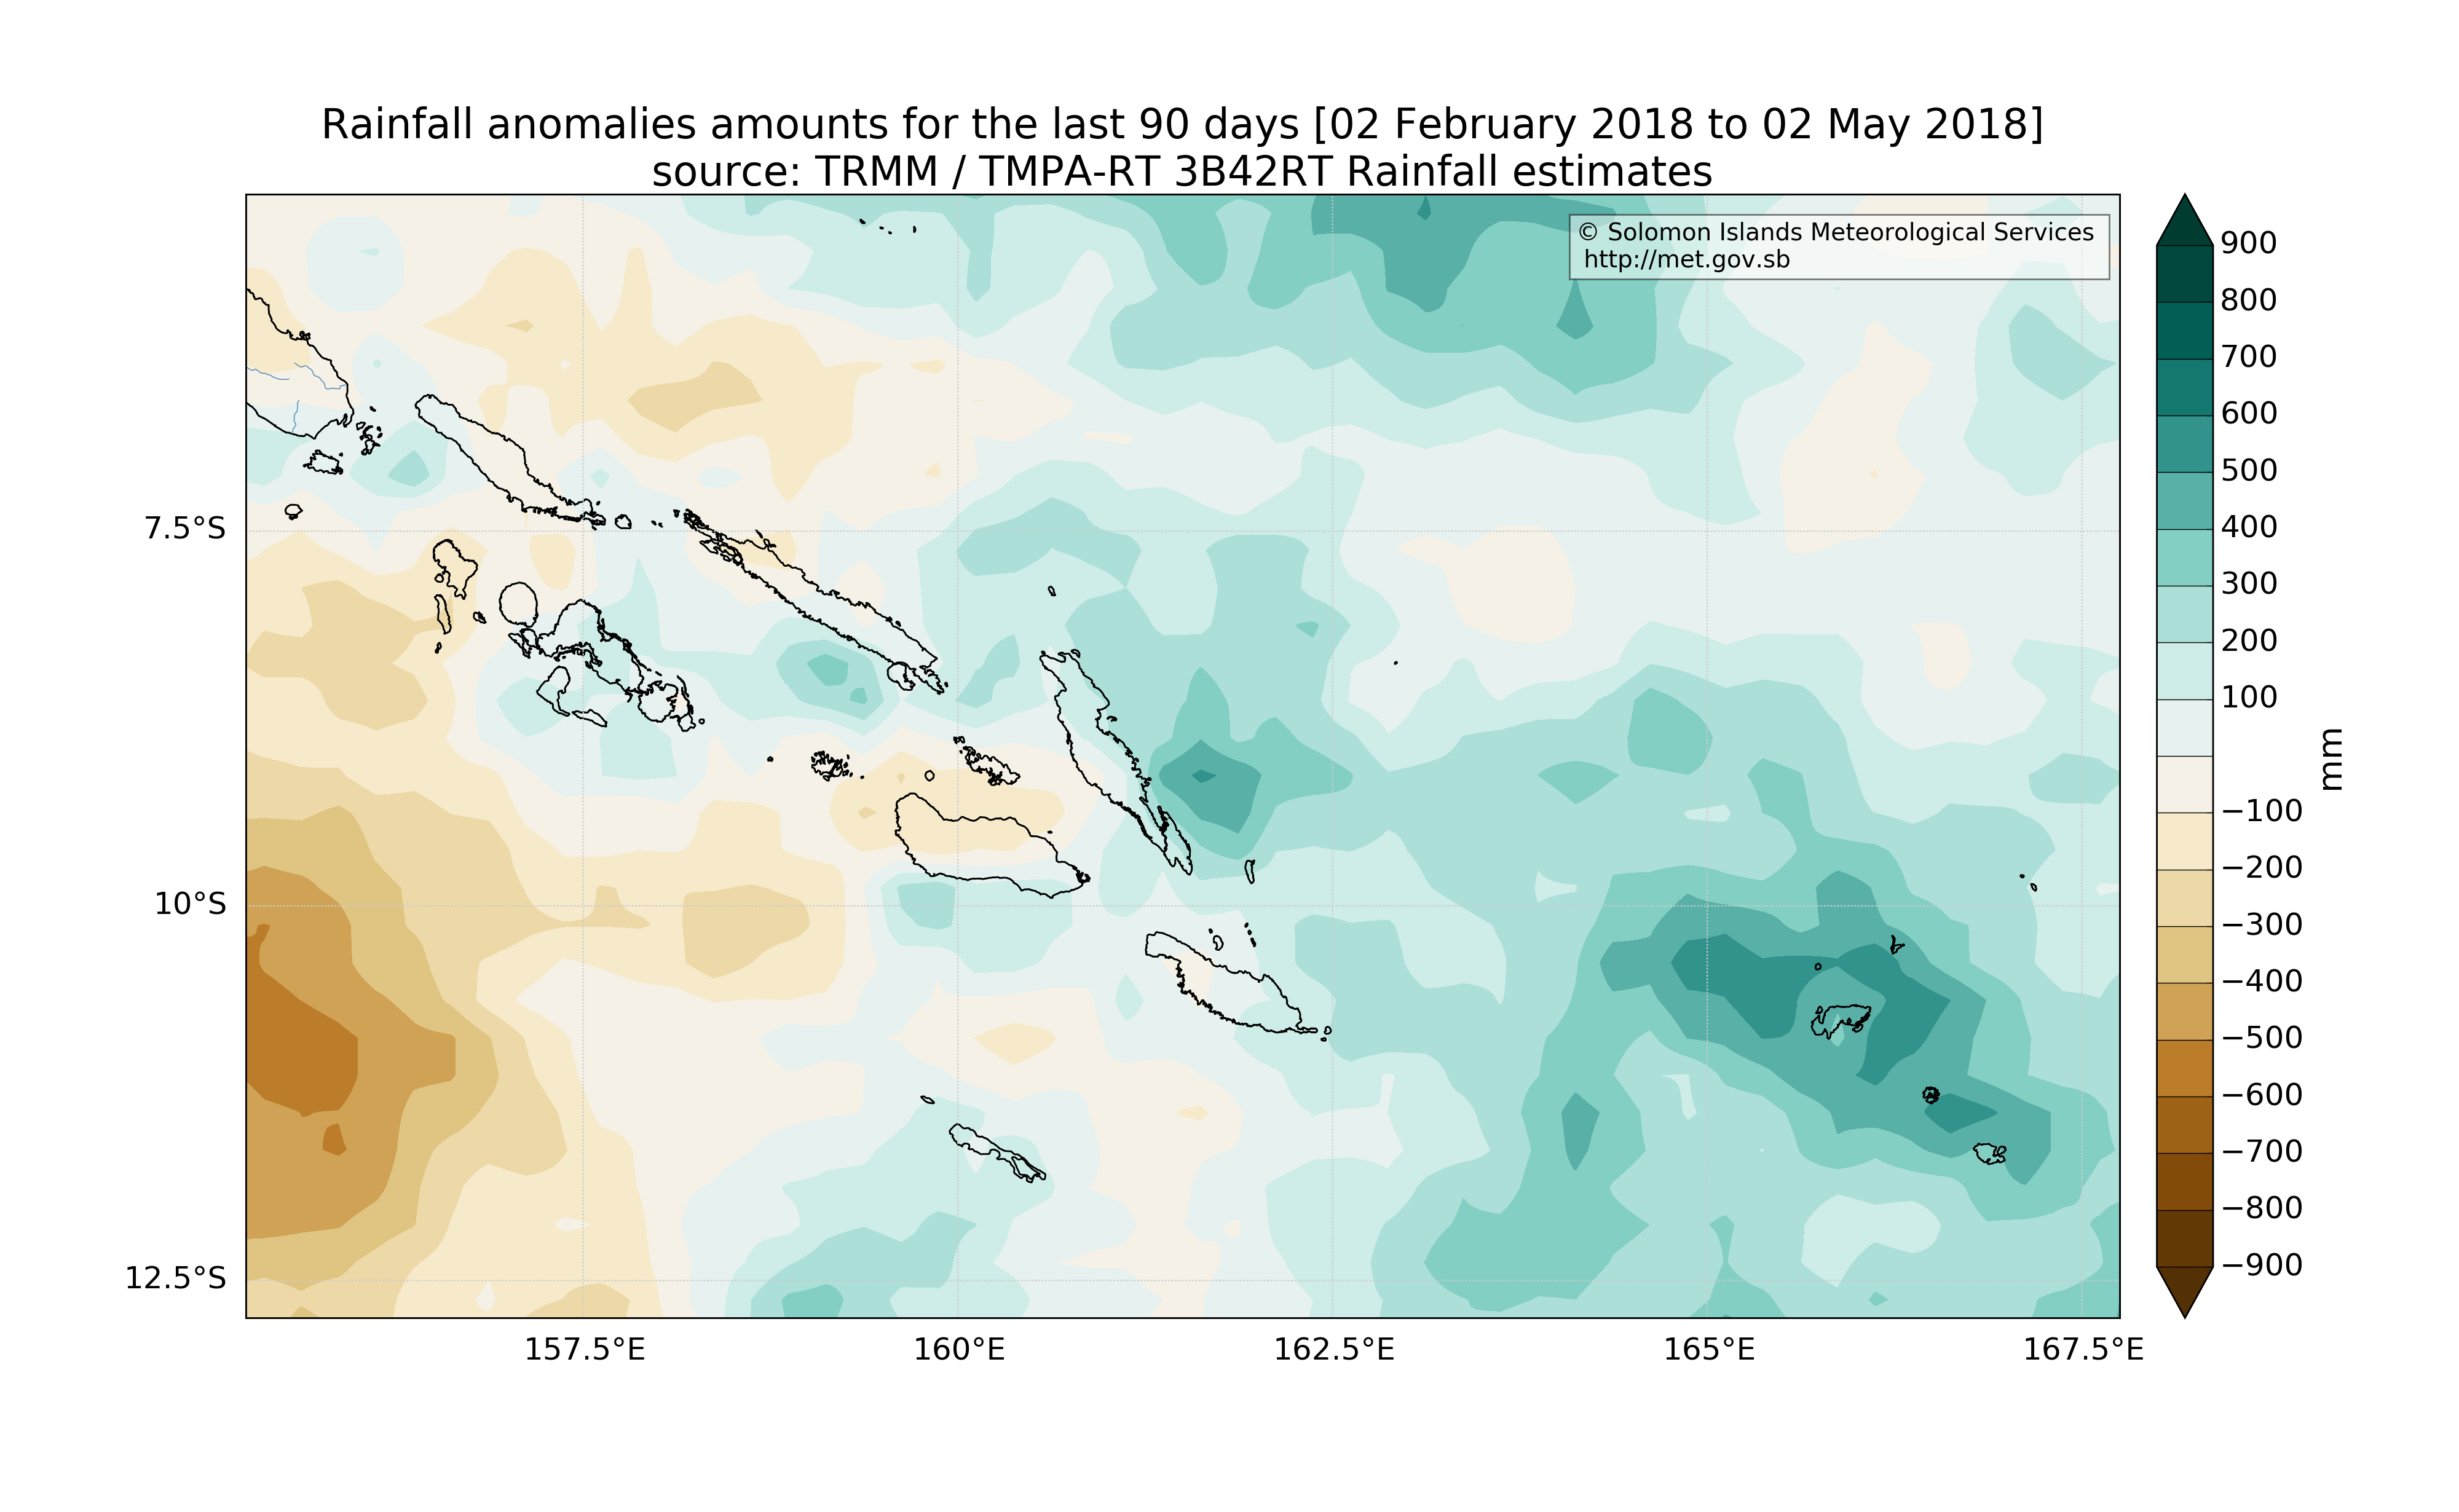 Rainfall anomalies amounts for the last 90 days [02 February 2018 to 02 May 2018]
source: TRMM / TMPA-RT 3B42RT Rainfall estimates
© Solomon Islands Meteorological Services
http://met.gov.sb
7.5°S
10°S
12.5°S
157.5°E
160°E
162.5°E
165°E
167.5°E
900
800
700
600
500
400
300
200
100
−100
−200
−300
−400
−500
−600
−700
−800
−900
mm